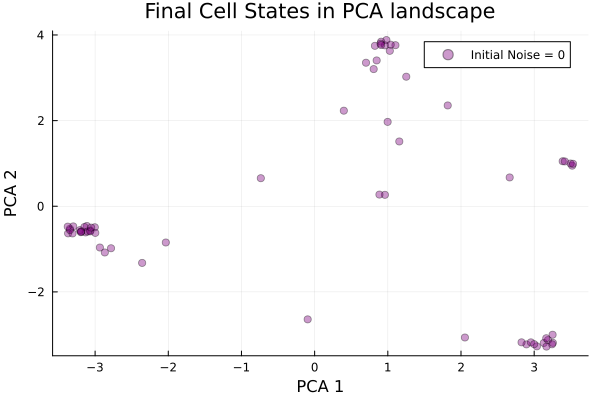 Final Cell States in PCA landscape
Initial Noise = 0
4
2
0
−2
PCA 2
−3
−2
−1
0
1
2
3
PCA 1